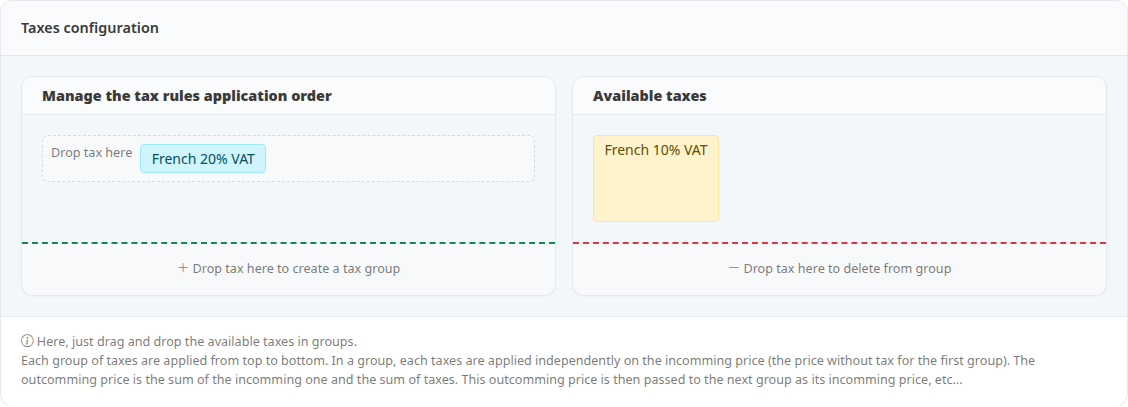 Taxes configuration
Manage the tax rules application order
Available taxes
Drop tax here
French 20% VAT
French 10% VAT
+ Drop tax here to create a tax group
− Drop tax here to delete from group
Here, just drag and drop the available taxes in groups.
Each group of taxes are applied from top to bottom. In a group, each taxes are applied independently on the incomming price (the price without tax for the first group). The
outcomming price is the sum of the incomming one and the sum of taxes. This outcomming price is then passed to the next group as its incomming price, etc...